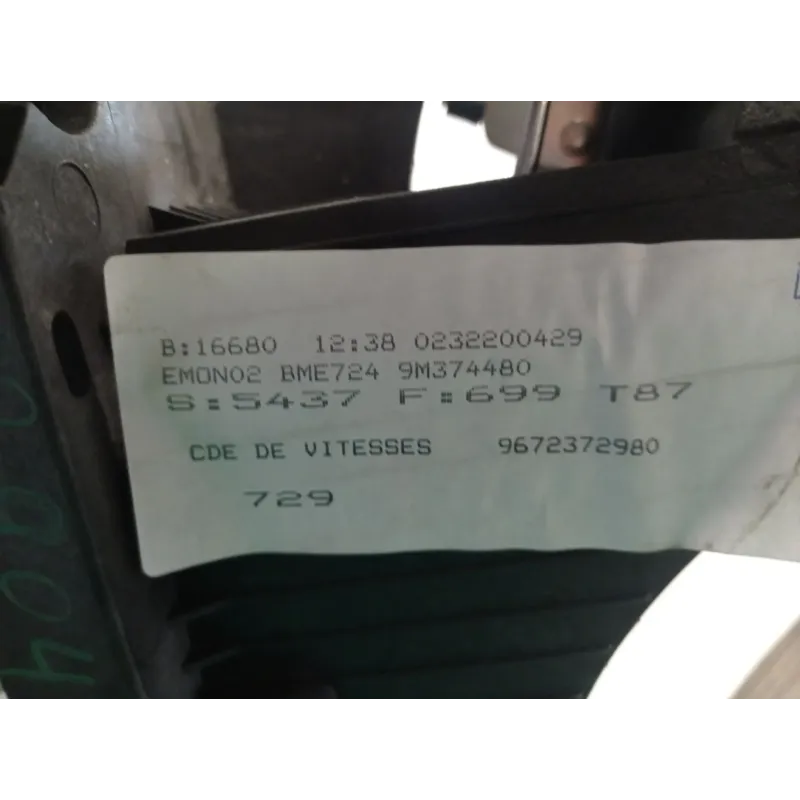 B:16680 12:38 0232200429
EMON02 BME724 9M374480
S:5437 F:699 T87
CDE DE VITESSES 9672372980
729